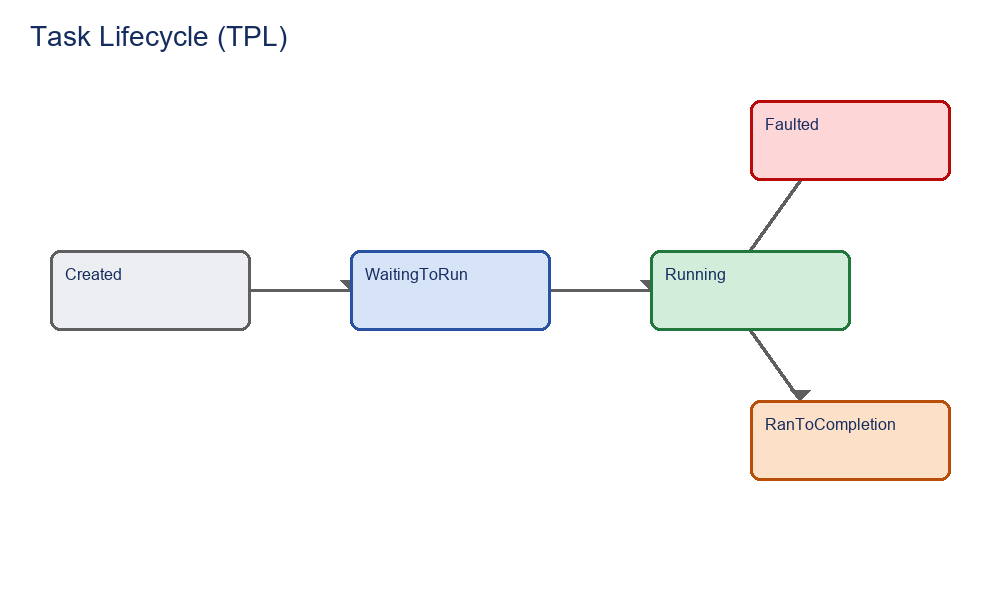 Task Lifecycle (TPL)
Faulted
Created
WaitingToRun
Running
RanToCompletion